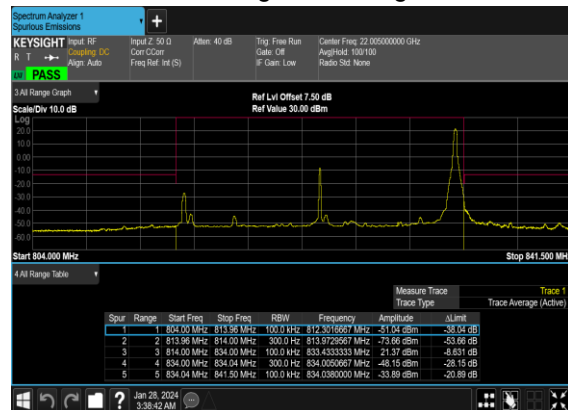 Spectrum Analyzer 1
Spurious Emissions
+
KEYSIGHT Input: RF Input Z: 50 Ω Atten: 40 dB Trig: Free Run Center Freq: 22.005000000 GHz
R T Coupling: DC Corr CCorr Gate: Off Avg|Hold: 100/100
Align: Auto Freq Ref: Int (S) IF Gain: Low Radio Std: None
LW PASS
3 All Range Graph
Ref Lvl Offset 7.50 dB
Scale/Div 10.0 dB Ref Value 30.00 dBm
Log
20.0
10.0
0.00
-10.0
-20.0
-30.0
-40.0
-50.0
-60.0
Start 804.000 MHz Stop 841.500 MH
4 All Range Table
Measure Trace Trace 1
Trace Type Trace Average (Active)
Spur Range Start Freq Stop Freq RBW Frequency Amplitude ΔLimit
1 1 804.00 MHz 813.96 MHz 100.0 kHz 812.3016667 MHz -51.04 dBm -38.04 dB
2 2 813.96 MHz 814.00 MHz 300.0 Hz 813.9729567 MHz -73.66 dBm -53.66 dB
3 3 814.00 MHz 834.00 MHz 100.0 kHz 833.4333333 MHz 21.37 dBm -8.631 dB
4 4 834.00 MHz 834.04 MHz 300.0 Hz 834.0050667 MHz -48.15 dBm -28.15 dB
5 5 834.04 MHz 841.50 MHz 100.0 kHz 834.0380000 MHz -33.89 dBm -20.89 dB
? Jan 28, 2024
3:38:42 AM